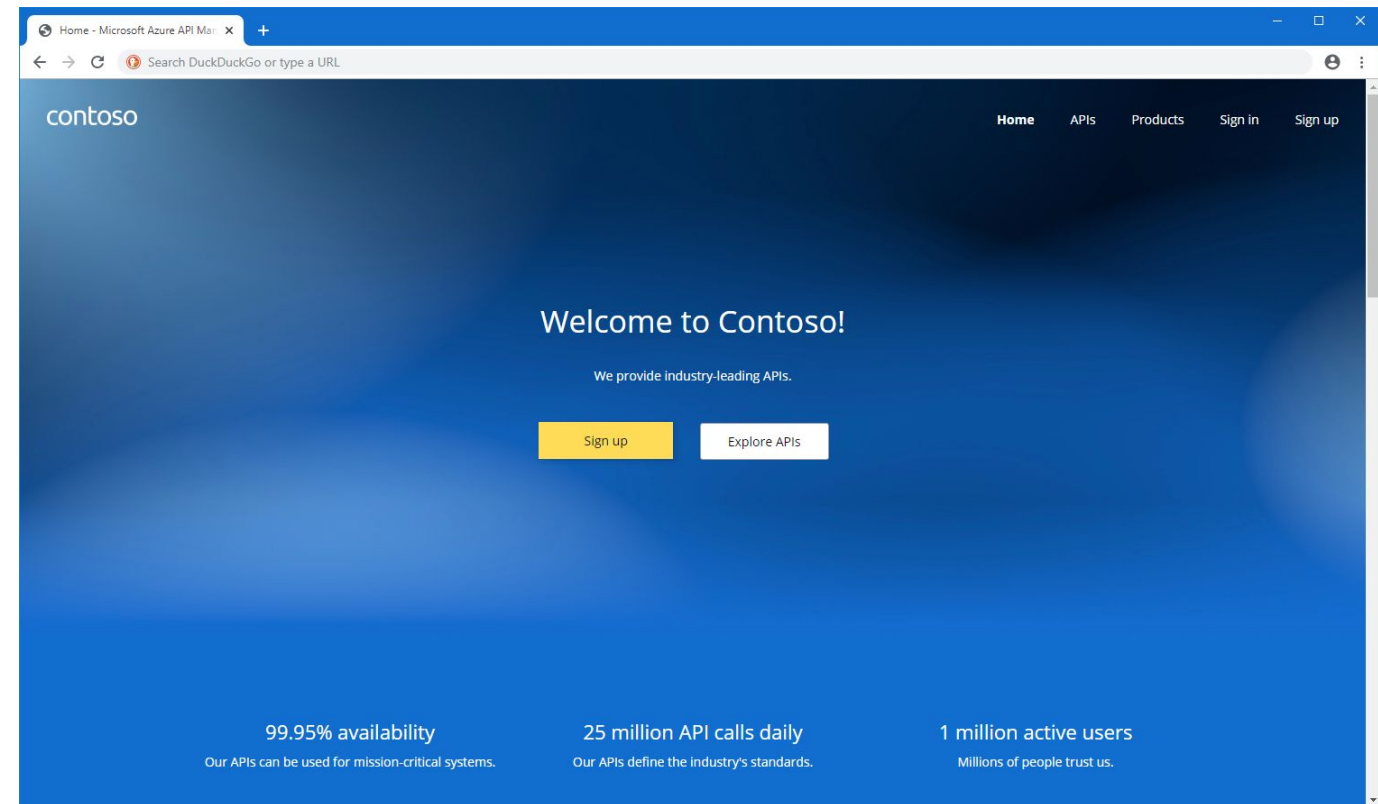 Home - Microsoft Azure API Mar
Search DuckDuckGo or type a URL
contoso
Home APIs Products Sign in Sign up
Welcome to Contoso!
We provide industry-leading APIs.
Sign up Explore APIs
99.95% availability 25 million API calls daily 1 million active users
Our APIs can be used for mission-critical systems. Our APIs define the industry's standards. Millions of people trust us.